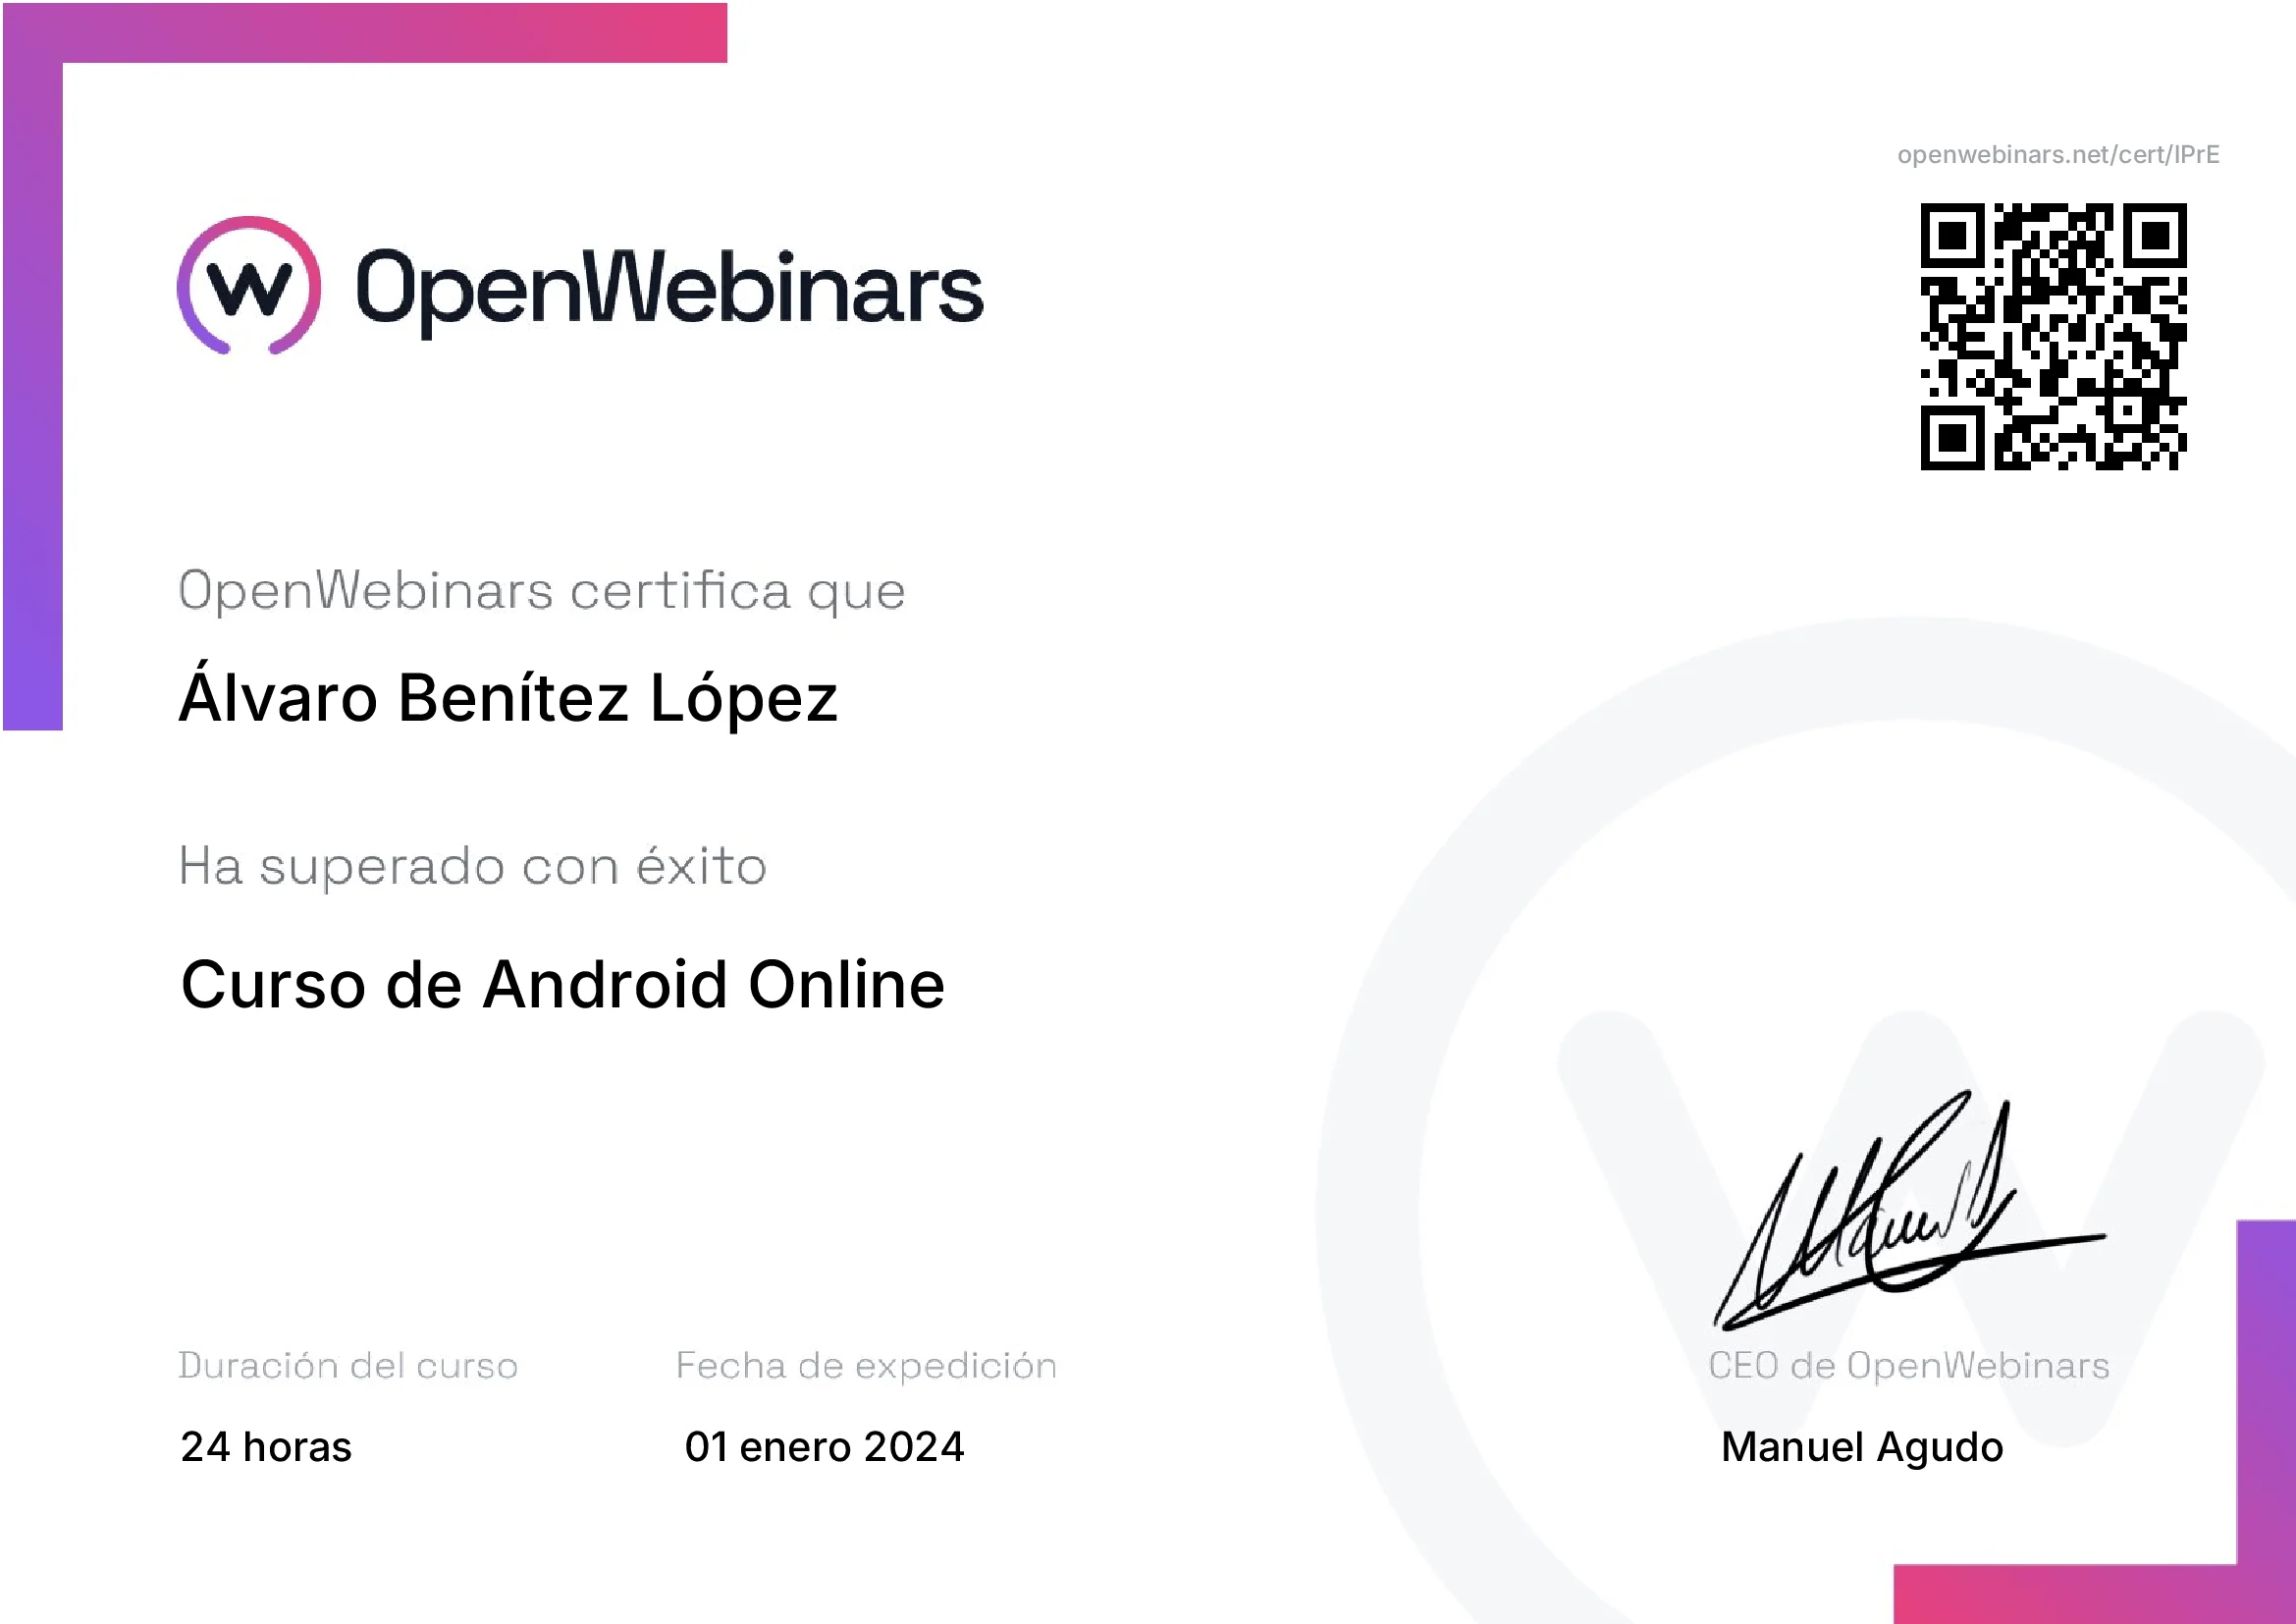 openwebinars.net/cert/IPrE
W OpenWebinars
OpenWebinars certifica que
Álvaro Benítez López
Ha superado con éxito
Curso de Android Online
Duración del curso
Fecha de expedición
CEO de OpenWebinars
24 horas
01 enero 2024
Manuel Agudo